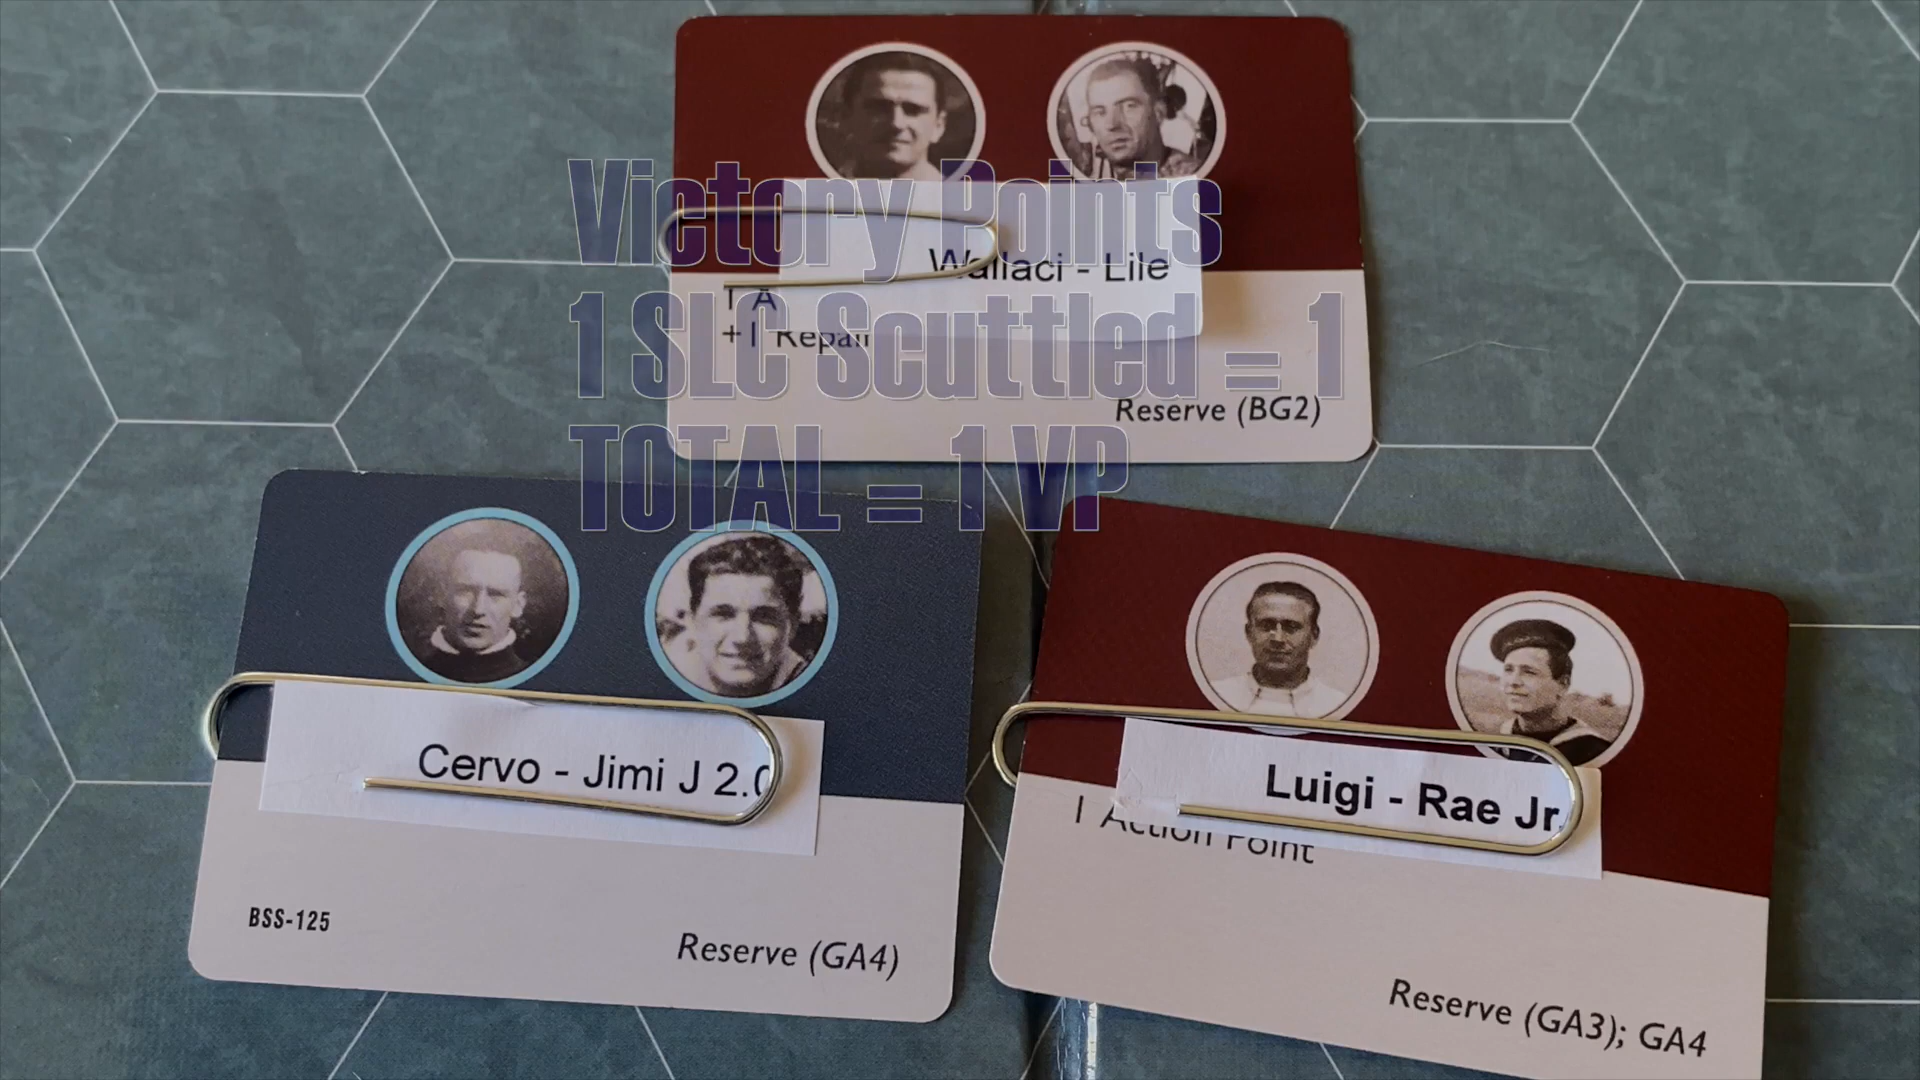 Victory Points
1 SLC Scuttled = 1
TOTAL = 1 VP
Wallaci - Lile
1 A
+1 Repair
Reserve (BG2)
Cervo - Jimi J 2.0
BSS-125
Reserve (GA4)
Luigi - Rae Jr.
1 Action Point
Reserve (GA3); GA4